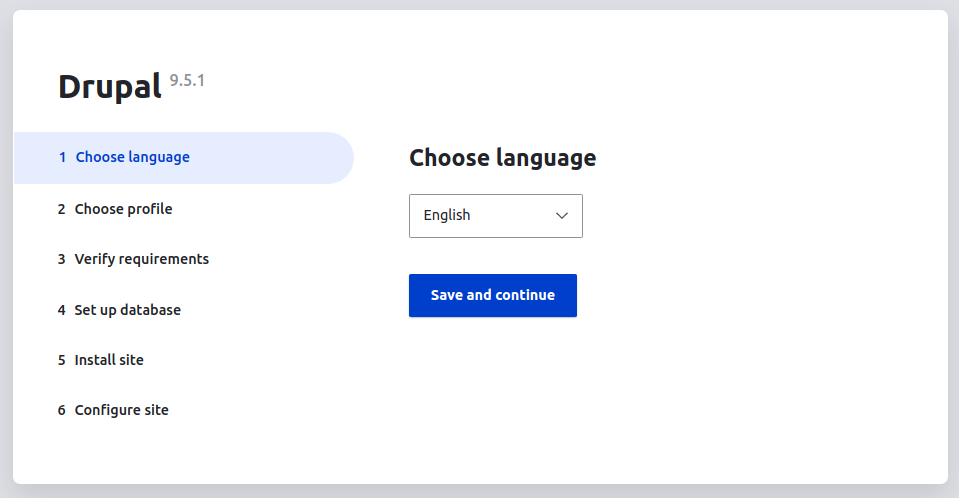 Drupal 9.5.1
1 Choose language
2 Choose profile
3 Verify requirements
4 Set up database
5 Install site
6 Configure site
Choose language
English
Save and continue